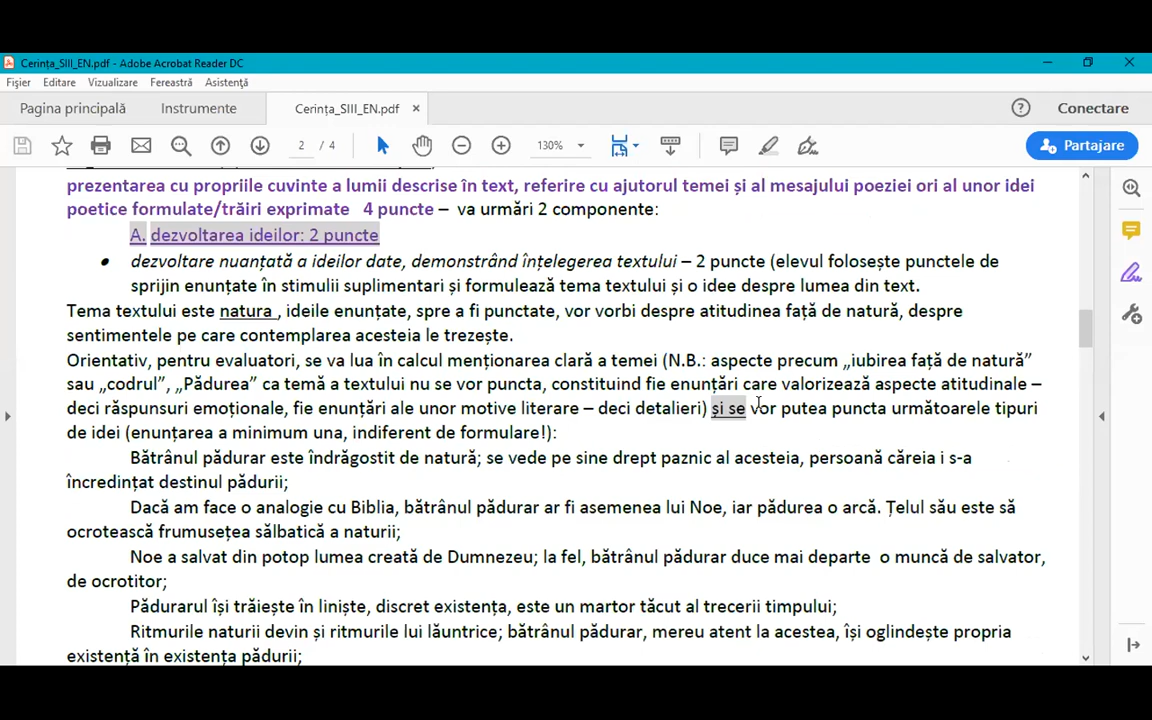 Cerința_SIII_EN.pdf - Adobe Acrobat Reader DC
Fișier Editare Vizualizare Fereastră Asistență
Pagina principală Instrumente Cerința_SIII_EN.pdf × Conectare
2 / 4 130% Partajare
prezentarea cu propriile cuvinte a lumii descrise în text, referire cu ajutorul temei și al mesajului poeziei ori al unor idei
poetice formulate/trăiri exprimate 4 puncte – va urmări 2 componente:
A. dezvoltarea ideilor: 2 puncte
• dezvoltare nuanțată a ideilor date, demonstrând înțelegerea textului – 2 puncte (elevul folosește punctele de
sprijin enunțate în stimulii suplimentari și formulează tema textului și o idee despre lumea din text.
Tema textului este natura , ideile enunțate, spre a fi punctate, vor vorbi despre atitudinea față de natură, despre
sentimentele pe care contemplarea acesteia le trezește.
Orientativ, pentru evaluatori, se va lua în calcul menționarea clară a temei (N.B.: aspecte precum „iubirea față de natură”
sau „codrul”, „Pădurea” ca temă a textului nu se vor puncta, constituind fie enunțări care valorizează aspecte atitudinale –
deci răspunsuri emoționale, fie enunțări ale unor motive literare – deci detalieri) și se vor putea puncta următoarele tipuri
de idei (enunțarea a minimum una, indiferent de formulare!):
Bătrânul pădurar este îndrăgostit de natură; se vede pe sine drept paznic al acesteia, persoană căreia i s-a
încredințat destinul pădurii;
Dacă am face o analogie cu Biblia, bătrânul pădurar ar fi asemenea lui Noe, iar pădurea o arcă. Țelul său este să
ocrotească frumusețea sălbatică a naturii;
Noe a salvat din potop lumea creată de Dumnezeu; la fel, bătrânul pădurar duce mai departe o muncă de salvator,
de ocrotitor;
Pădurarul își trăiește în liniște, discret existența, este un martor tăcut al trecerii timpului;
Ritmurile naturii devin și ritmurile lui lăuntrice; bătrânul pădurar, mereu atent la acestea, își oglindește propria
existență în existența pădurii;